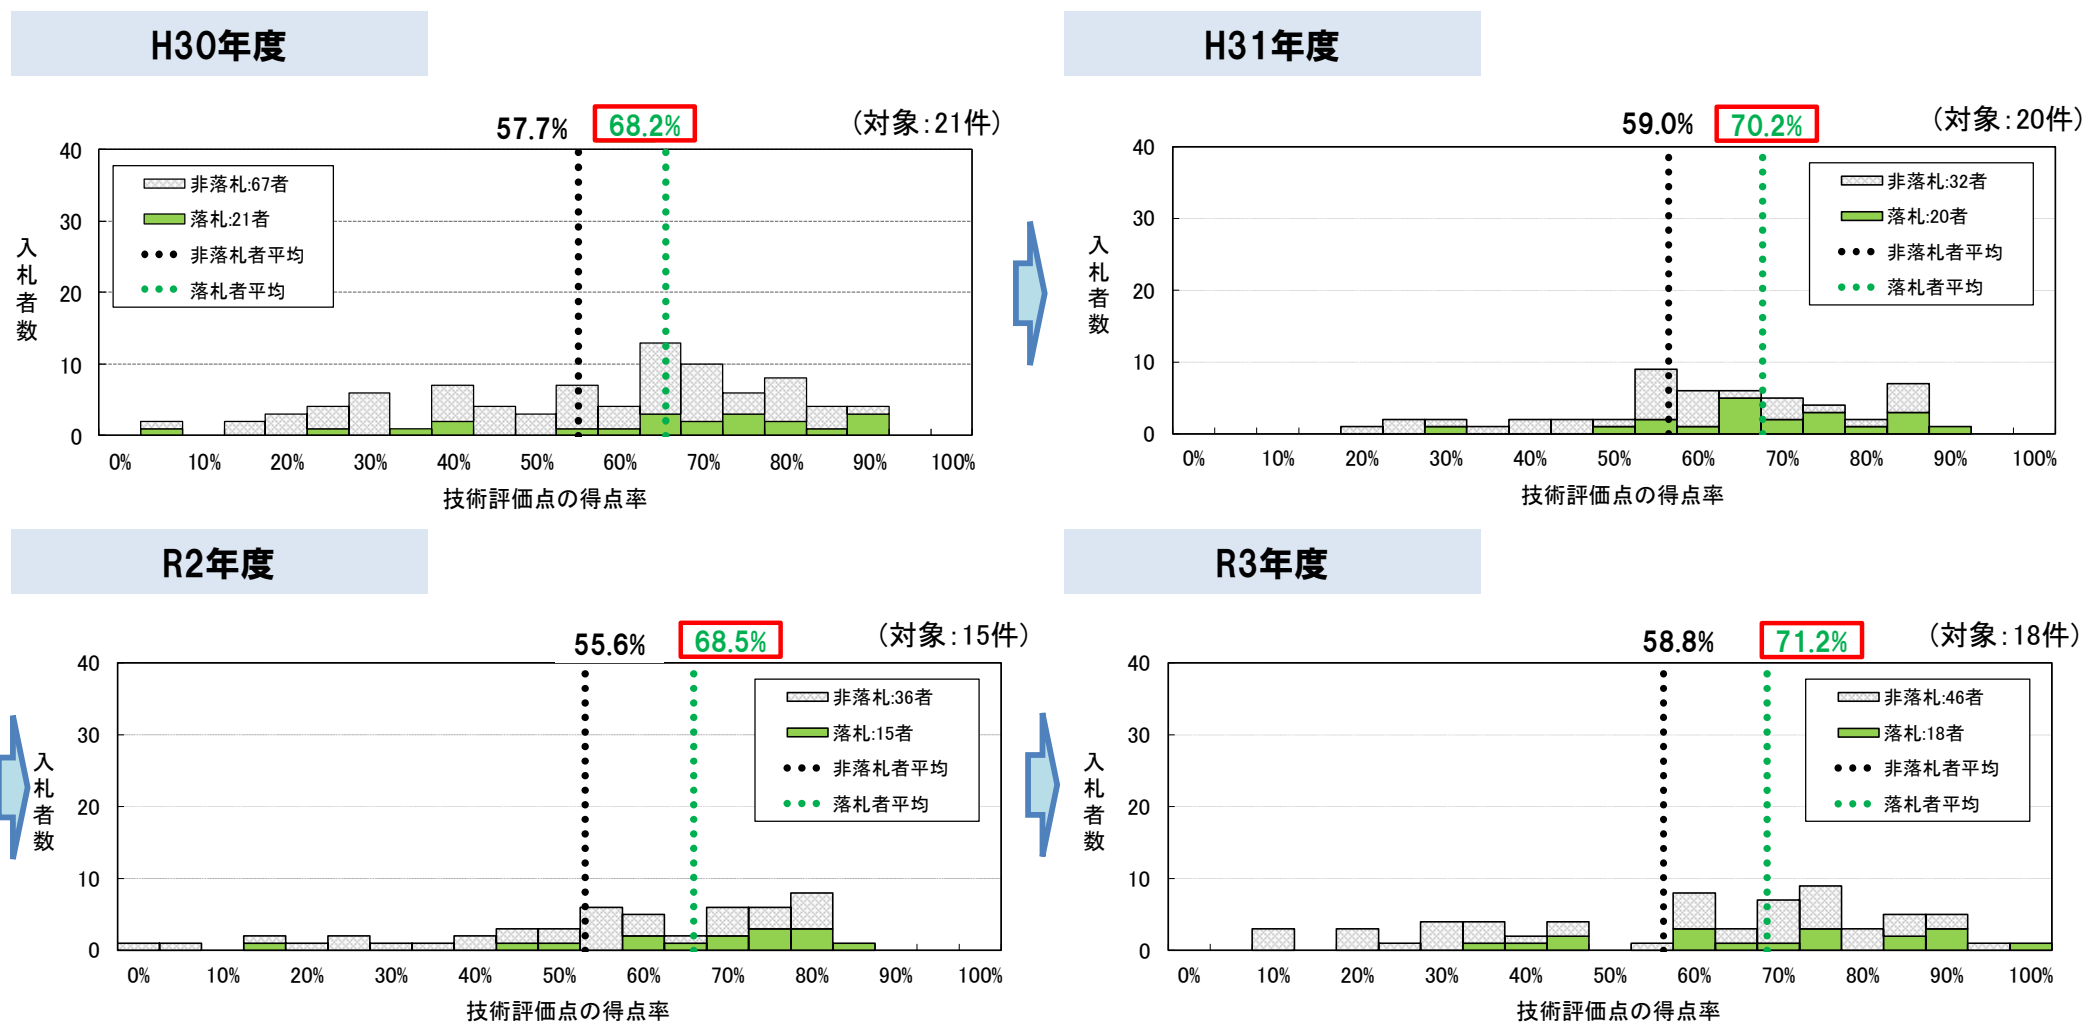 H30年度
57.7%
68.2%
(対象:21件)
40
30
20
10
0
入札者数
非落札:67者
落札:21者
非落札者平均
落札者平均
0% 10% 20% 30% 40% 50% 60% 70% 80% 90% 100%
技術評価点の得点率
H31年度
59.0%
70.2%
(対象:20件)
40
30
20
10
0
入札者数
非落札:32者
落札:20者
非落札者平均
落札者平均
0% 10% 20% 30% 40% 50% 60% 70% 80% 90% 100%
技術評価点の得点率
R2年度
55.6%
68.5%
(対象:15件)
40
30
20
10
0
入札者数
非落札:36者
落札:15者
非落札者平均
落札者平均
0% 10% 20% 30% 40% 50% 60% 70% 80% 90% 100%
技術評価点の得点率
R3年度
58.8%
71.2%
(対象:18件)
40
30
20
10
0
入札者数
非落札:46者
落札:18者
非落札者平均
落札者平均
0% 10% 20% 30% 40% 50% 60% 70% 80% 90% 100%
技術評価点の得点率